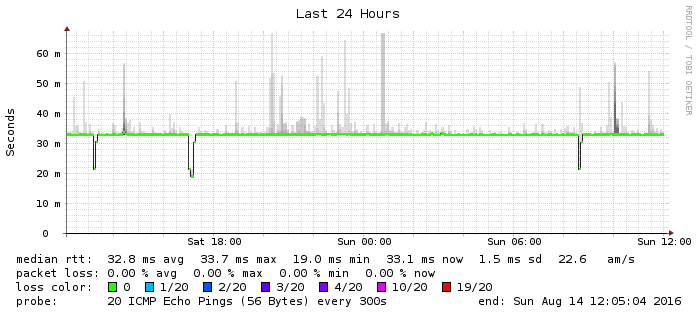 Last 24 Hours
RRDTOOL / TOBI OETIKER
Seconds
60 m
50 m
40 m
30 m
20 m
10 m
0
Sat 18:00 Sun 00:00 Sun 06:00 Sun 12:00
median rtt: 32.8 ms avg 33.7 ms max 19.0 ms min 33.1 ms now 1.5 ms sd 22.6 am/s
packet loss: 0.00 % avg 0.00 % max 0.00 % min 0.00 % now
loss color: 0 1/20 2/20 3/20 4/20 10/20 19/20
probe: 20 ICMP Echo Pings (56 Bytes) every 300s end: Sun Aug 14 12:05:04 2016